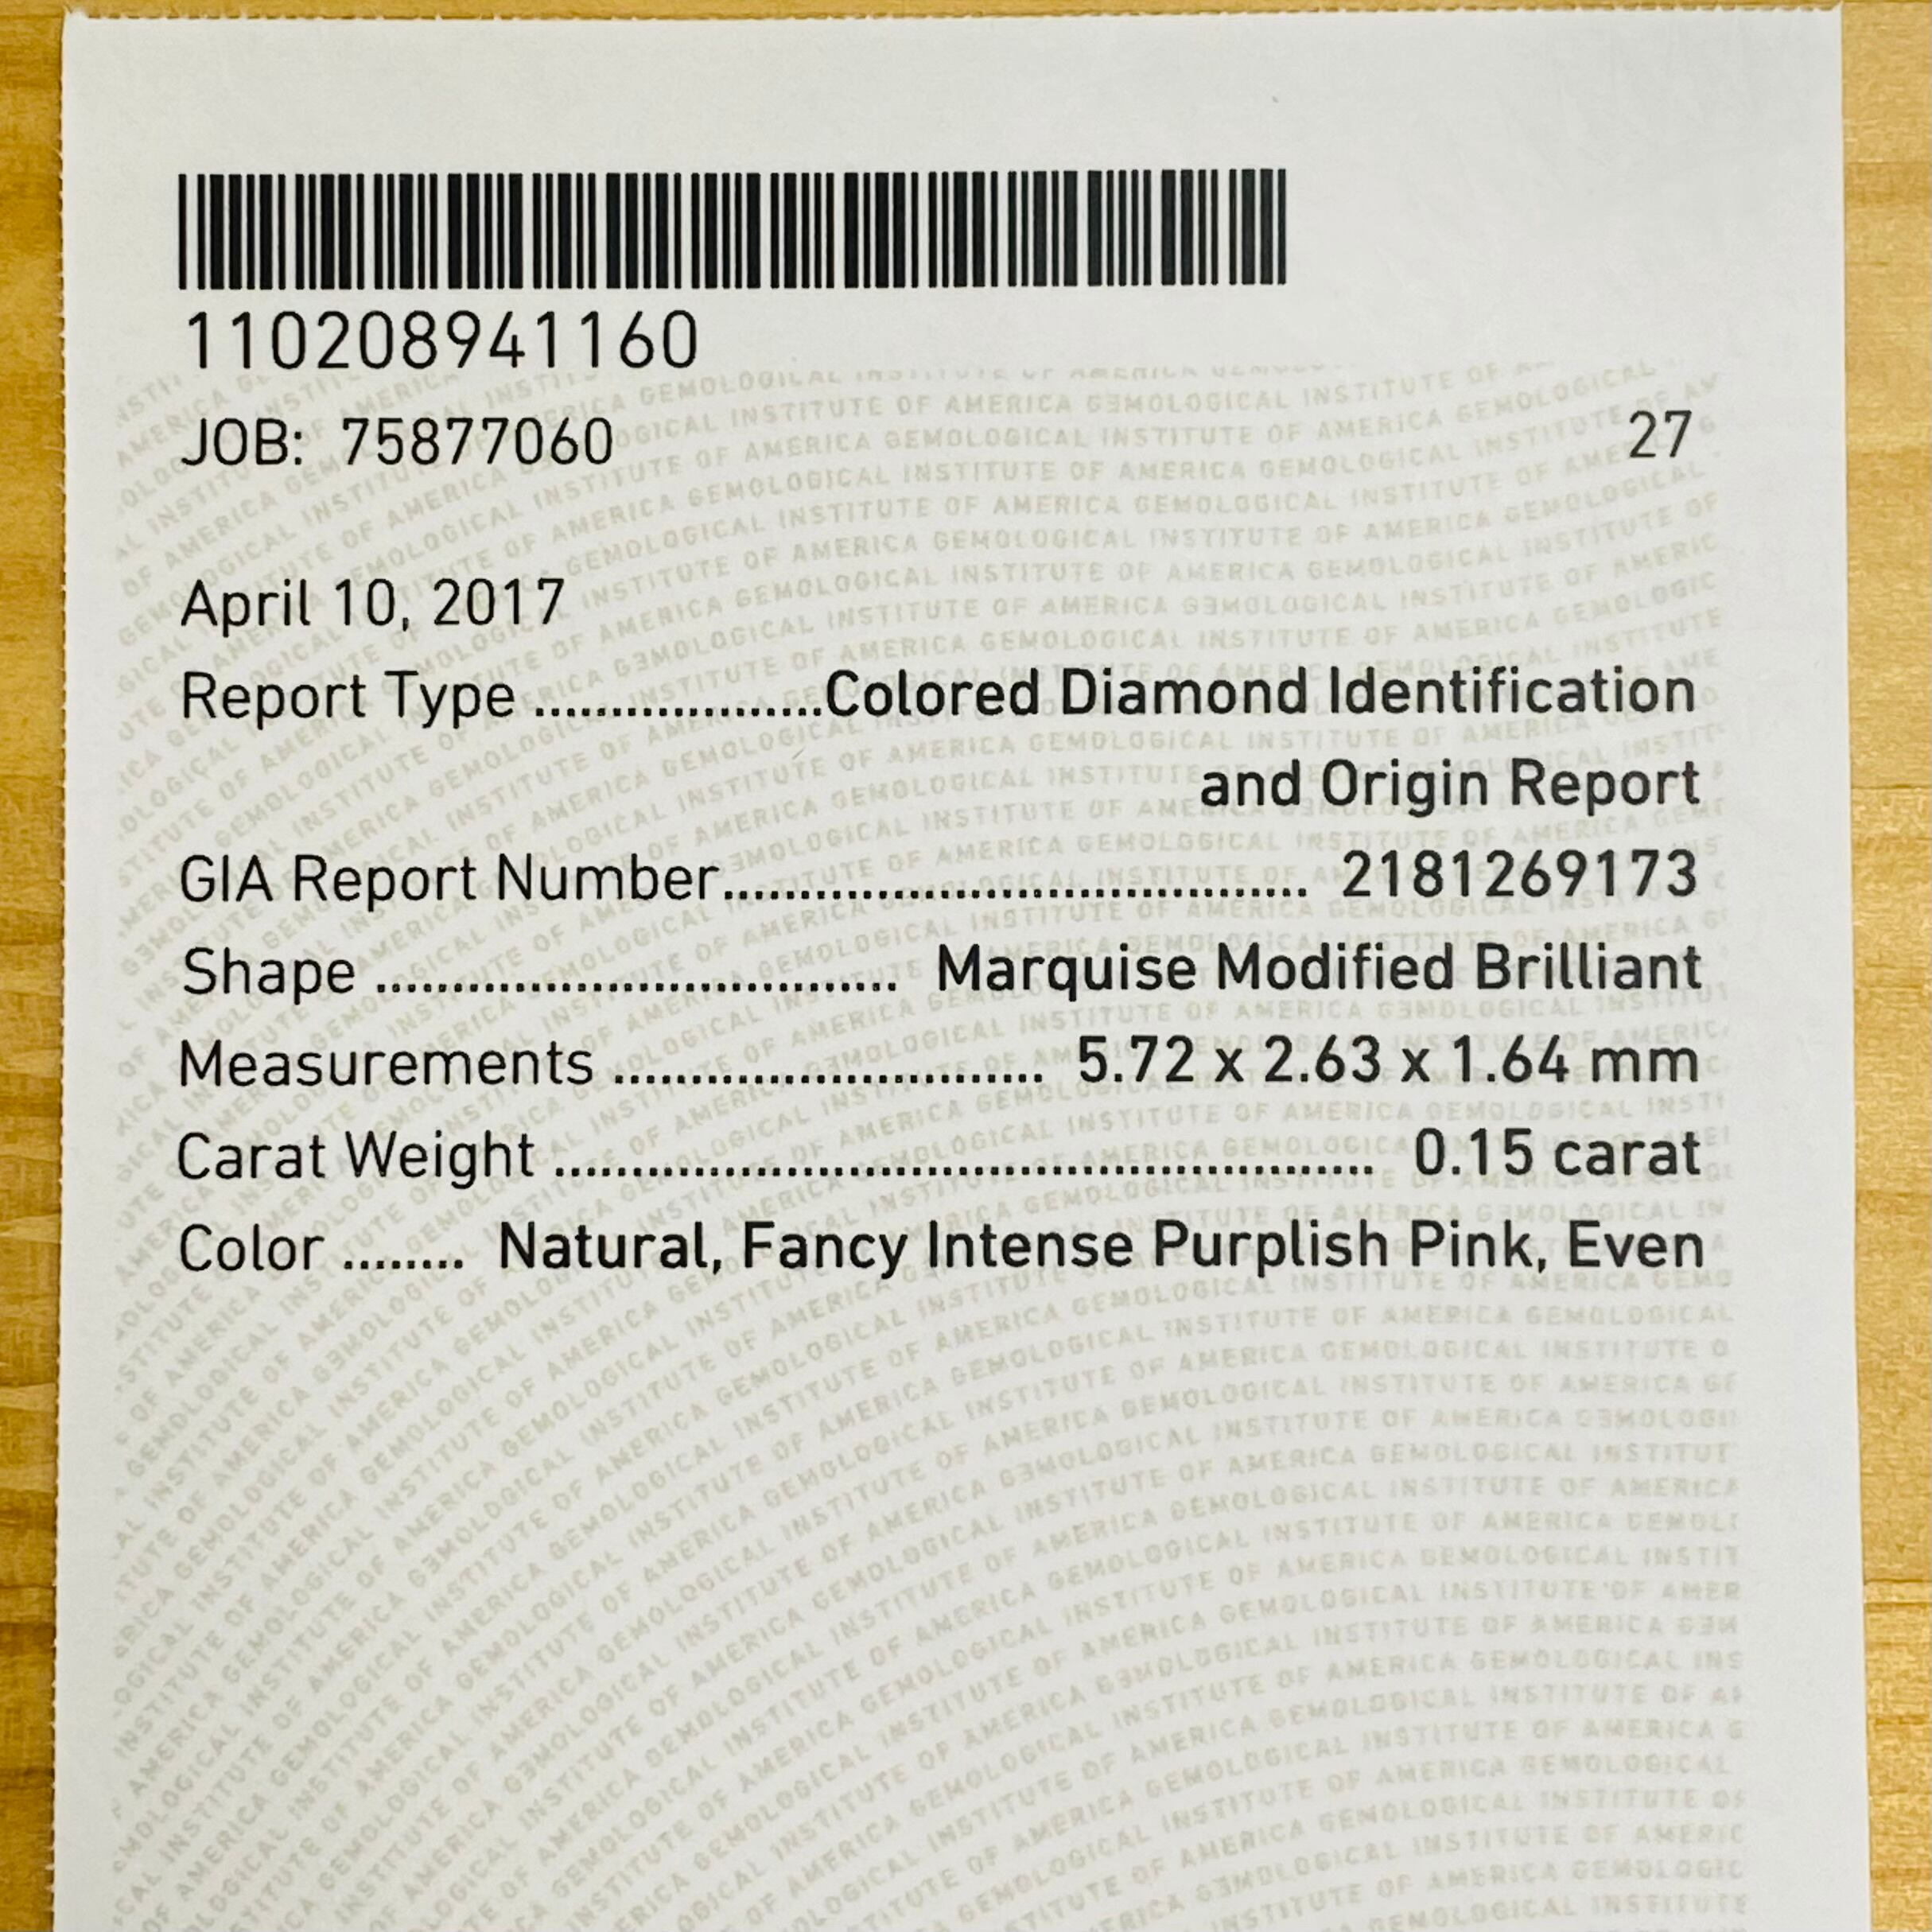 110208941160
JOB: 75877060 27
April 10, 2017
Report Type ...................Colored Diamond Identification
and Origin Report
GIA Report Number....................................... 2181269173
Shape ................................... Marquise Modified Brilliant
Measurements ............................. 5.72 x 2.63 x 1.64 mm
Carat Weight ....................................................... 0.15 carat
Color ........ Natural, Fancy Intense Purplish Pink, Even